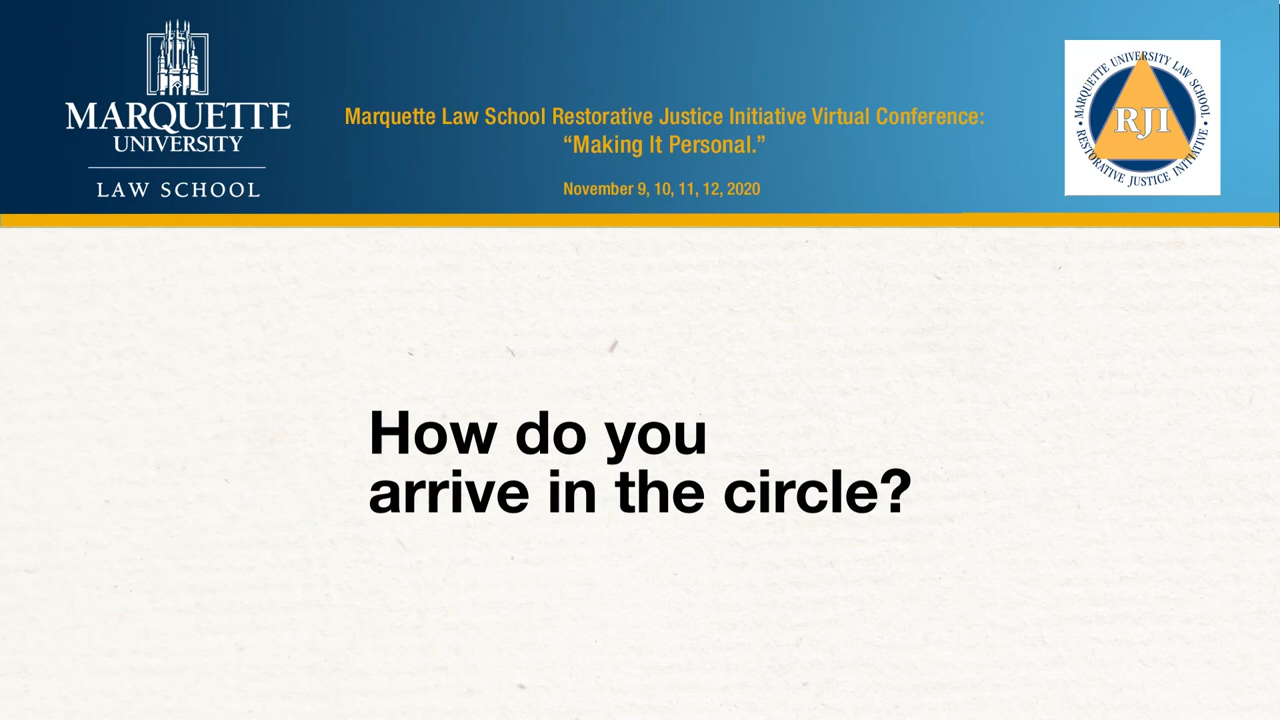 MARQUETTE
UNIVERSITY
LAW SCHOOL
Marquette Law School Restorative Justice Initiative Virtual Conference:
“Making It Personal.”
November 9, 10, 11, 12, 2020
• MARQUETTE UNIVERSITY LAW SCHOOL •
RJI
RESTORATIVE JUSTICE INITIATIVE
How do you
arrive in the circle?